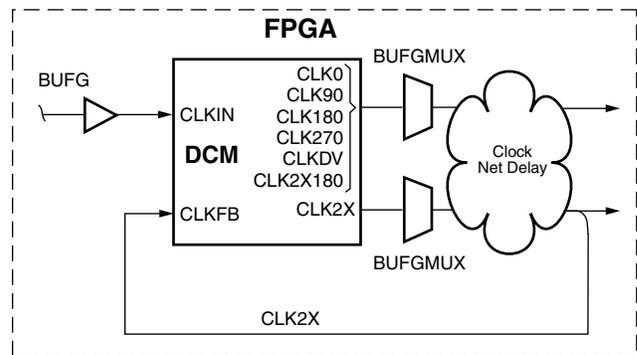 FPGA
BUFGMUX
BUFG
CLK0
CLK90
CLK180
CLK270
CLKDV
CLK2X180
CLK2X
CLKIN
DCM
CLKFB
Clock
Net Delay
BUFGMUX
CLK2X